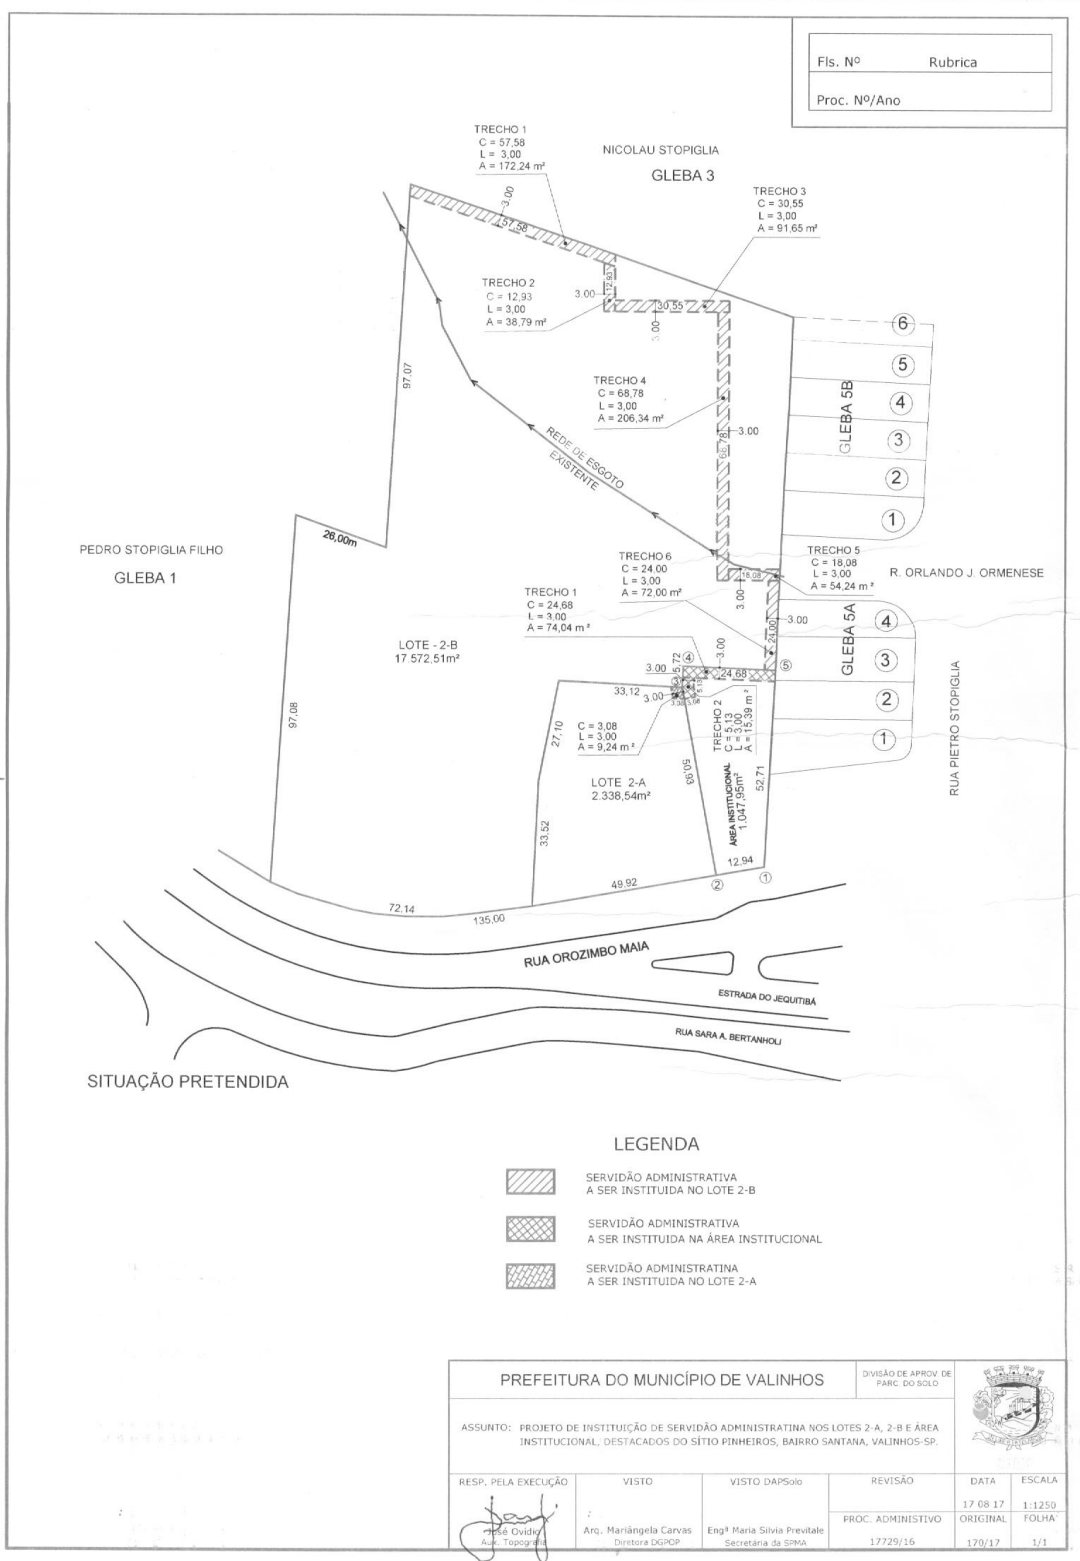 Fls. Nº Rubrica
Proc. Nº/Ano
TRECHO 1
C = 57,58
L = 3,00
A = 172,24 m²
NICOLAU STOPIGLIA
GLEBA 3
TRECHO 3
C = 30,55
L = 3,00
A = 91,65 m²
3.00
57,58
TRECHO 2
C = 12,93
L = 3,00
A = 38,79 m²
12,93
3.00
30,55
3.00
6
5
4
3
2
1
GLEBA 5B
97,07
TRECHO 4
C = 68,78
L = 3,00
A = 206,34 m²
3.00
68,78
REDE DE ESGOTO
EXISTENTE
26,00m
PEDRO STOPIGLIA FILHO
GLEBA 1
TRECHO 6
C = 24,00
L = 3,00
A = 72,00 m²
TRECHO 5
C = 18,08
L = 3,00
A = 54,24 m²
R. ORLANDO J. ORMENESE
18,08
3.00
TRECHO 1
C = 24,68
L = 3,00
A = 74,04 m²
3.00
24,00
GLEBA 5A
4
3
2
1
RUA PIETRO STOPIGLIA
LOTE - 2-B
17.572,51m²
3.00
5,72
4
3.00
24,68
5
33,12
3.00
3
5,13
3,08
3,08
97,08
27,10
C = 3,08
L = 3,00
A = 9,24 m²
TRECHO 2
C = 5,13
L = 3,00
A = 15,39 m²
LOTE 2-A
2.338,54m²
50,93
ÁREA INSTITUCIONAL
1.047,95m²
52,71
33,52
12,94
1
2
49,92
72,14
135,00
RUA OROZIMBO MAIA
ESTRADA DO JEQUITIBÁ
RUA SARA A. BERTANHOLI
SITUAÇÃO PRETENDIDA
LEGENDA
SERVIDÃO ADMINISTRATIVA
A SER INSTITUIDA NO LOTE 2-B
SERVIDÃO ADMINISTRATIVA
A SER INSTITUIDA NA ÁREA INSTITUCIONAL
SERVIDÃO ADMINISTRATINA
A SER INSTITUIDA NO LOTE 2-A
PREFEITURA DO MUNICÍPIO DE VALINHOS
DIVISÃO DE APROV. DE
PARC. DO SOLO
ASSUNTO: PROJETO DE INSTITUIÇÃO DE SERVIDÃO ADMINISTRATINA NOS LOTES 2-A, 2-B E ÁREA
INSTITUCIONAL, DESTACADOS DO SÍTIO PINHEIROS, BAIRRO SANTANA, VALINHOS-SP.
RESP. PELA EXECUÇÃO
José Ovidio
Aux. Topografia
VISTO
Arq. Mariângela Carvas
Diretora DGPOP
VISTO DAPSolo
Engª Maria Silvia Previtale
Secretária da SPMA
REVISÃO
PROC. ADMINISTIVO
17729/16
DATA
17 08 17
ORIGINAL
170/17
ESCALA
1:1250
FOLHA
1/1